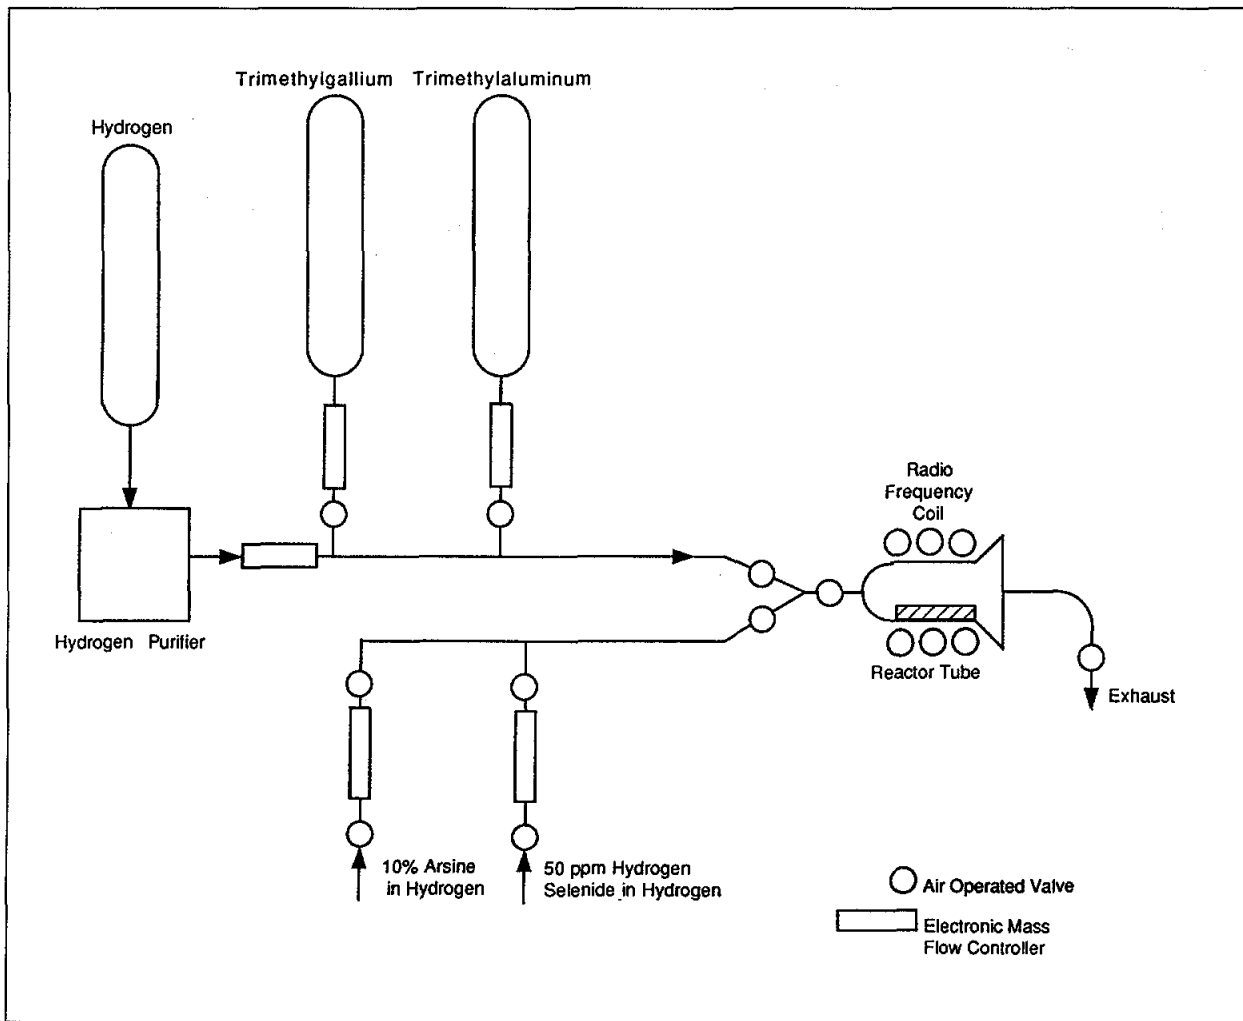 Trimethylgallium
Trimethylaluminum
Hydrogen
Radio
Frequency
Coil
Hydrogen Purifier
Reactor Tube
Exhaust
10% Arsine
in Hydrogen
50 ppm Hydrogen
Selenide in Hydrogen
Air Operated Valve
Electronic Mass
Flow Controller